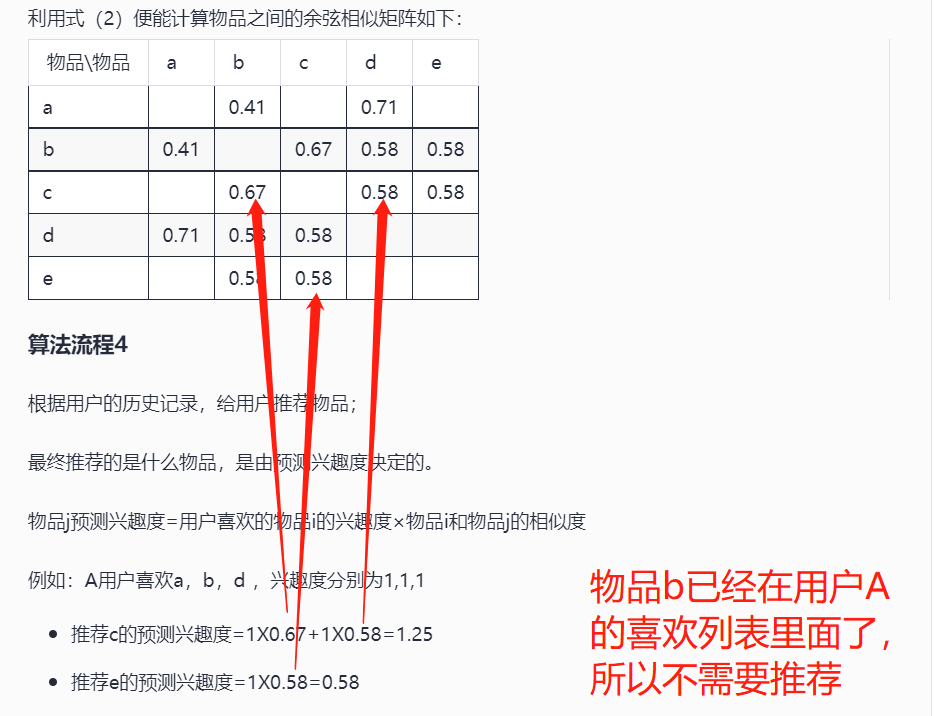 利用式（2）便能计算物品之间的余弦相似矩阵如下：
物品\物品 a b c d e
a 0.41 0.71
b 0.41 0.67 0.58 0.58
c 0.67 0.58 0.58
d 0.71 0.58 0.58
e 0.58 0.58
算法流程4
根据用户的历史记录，给用户推荐物品；
最终推荐的是什么物品，是由预测兴趣度决定的。
物品j预测兴趣度=用户喜欢的物品i的兴趣度×物品i和物品j的相似度
例如：A用户喜欢a，b，d ，兴趣度分别为1,1,1
推荐c的预测兴趣度=1X0.67+1X0.58=1.25
推荐e的预测兴趣度=1X0.58=0.58
物品b已经在用户A
的喜欢列表里面了，
所以不需要推荐